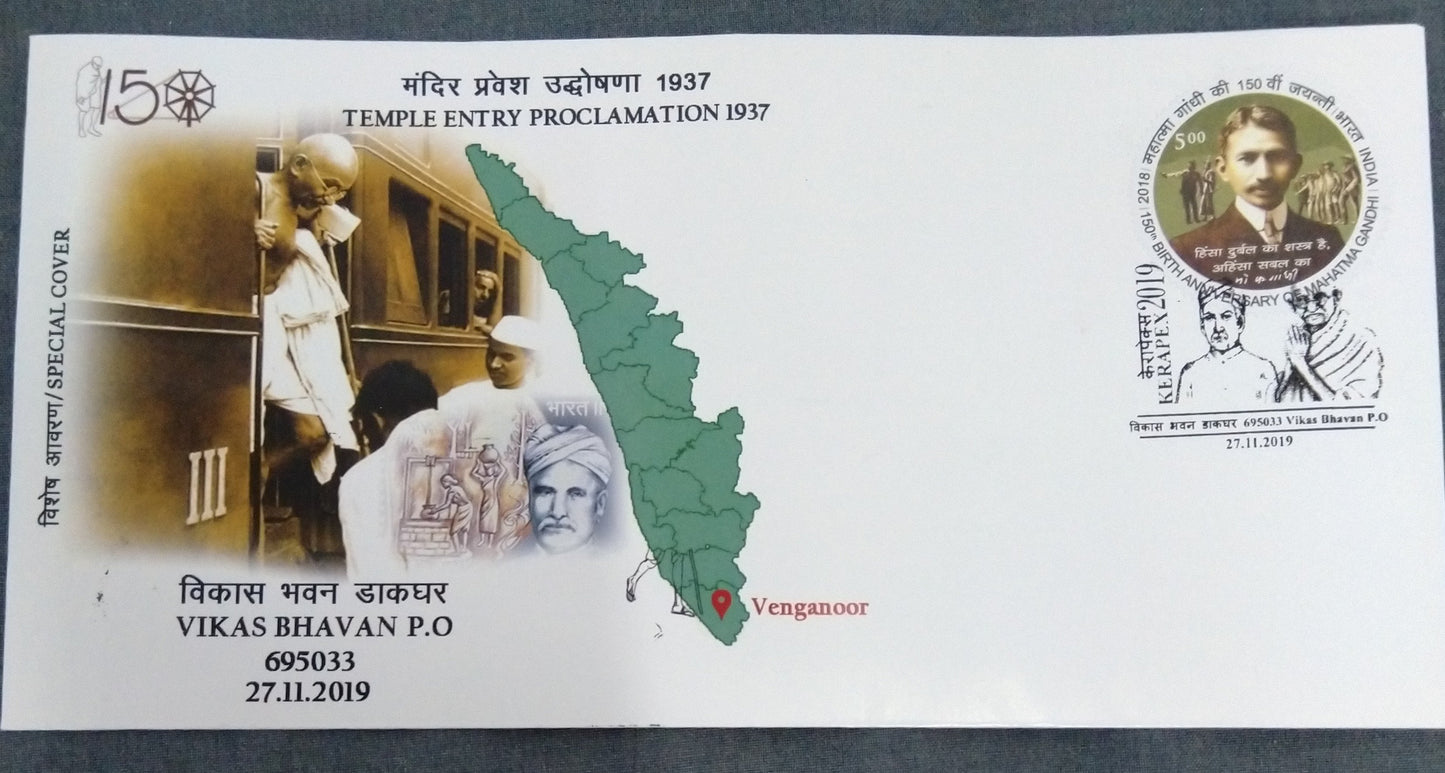 150
मंदिर प्रवेश उद्घोषणा 1937
TEMPLE ENTRY PROCLAMATION 1937
विशेष आवरण/SPECIAL COVER
III
भारत
Venganoor
विकास भवन डाकघर
VIKAS BHAVAN P.O
695033
27.11.2019
महात्मा गांधी की 150 वीं जयन्ती भारत INDIA
150th BIRTH ANNIVERSARY OF MAHATMA GANDHI
2018
5 00
हिंसा दुर्बल का शस्त्र है,
अहिंसा सबल का
मो क गांधी
केरापेक्स 2019
KERAPEX 2019
विकास भवन डाकघर 695033 Vikas Bhavan P.O
27.11.2019